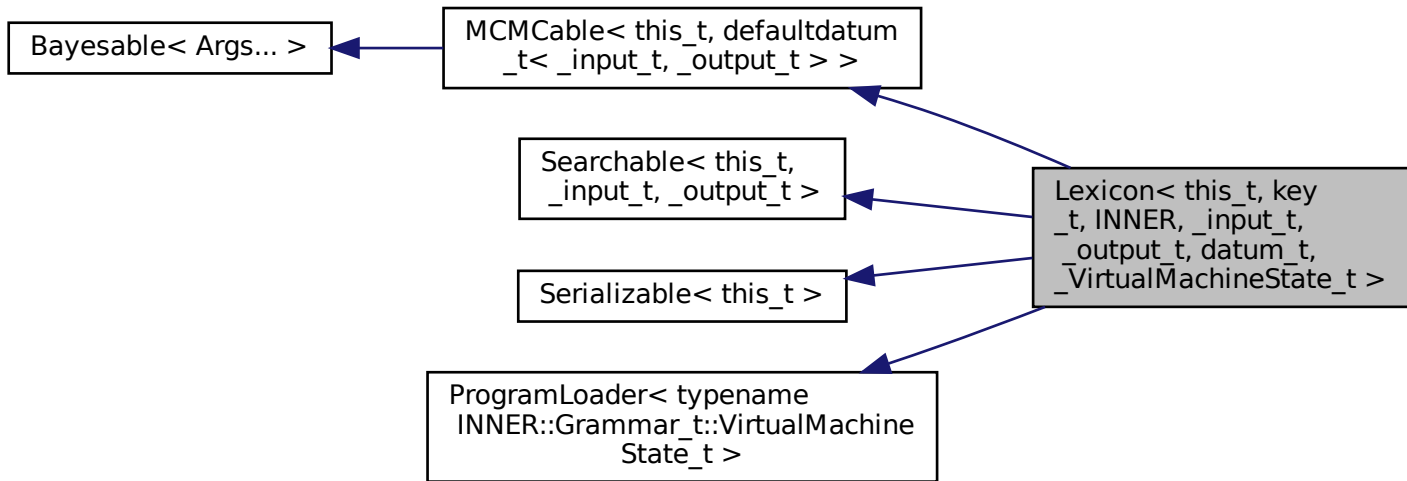 Bayesable< Args... >
MCMCable< this_t, defaultdatum
_t< _input_t, _output_t > >
Searchable< this_t,
_input_t, _output_t >
Serializable< this_t >
ProgramLoader< typename
INNER::Grammar_t::VirtualMachine
State_t >
Lexicon< this_t, key
_t, INNER, _input_t,
_output_t, datum_t,
_VirtualMachineState_t >